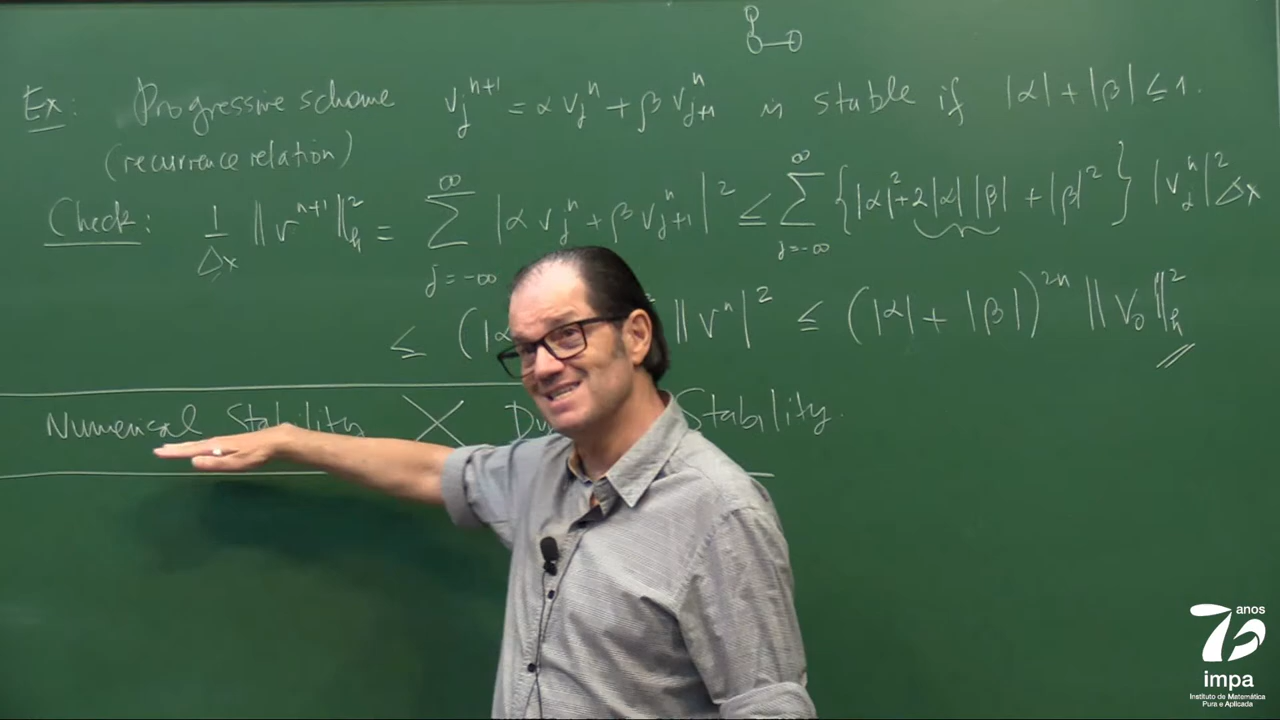 Ex: Progressive scheme v_j^{n+1} = α v_j^n + β v_{j+1}^n is stable if |α| + |β| ≤ 1.
(recurrence relation)
Check: 1/Δx ‖v^{n+1}‖_h^2 = ∑_{j=-∞}^{∞} |α v_j^n + β v_{j+1}^n|^2 ≤ ∑_{j=-∞}^{∞} {|α|^2 + 2|α||β| + |β|^2} |v_j^n|^2 Δx
≤ (|α 2 ‖v^n‖^2 ≤ (|α| + |β|)^{2n} ‖v_0‖_h^2
Numerical Stability X Stability.
75 anos
impa
Instituto de Matemática
Pura e Aplicada